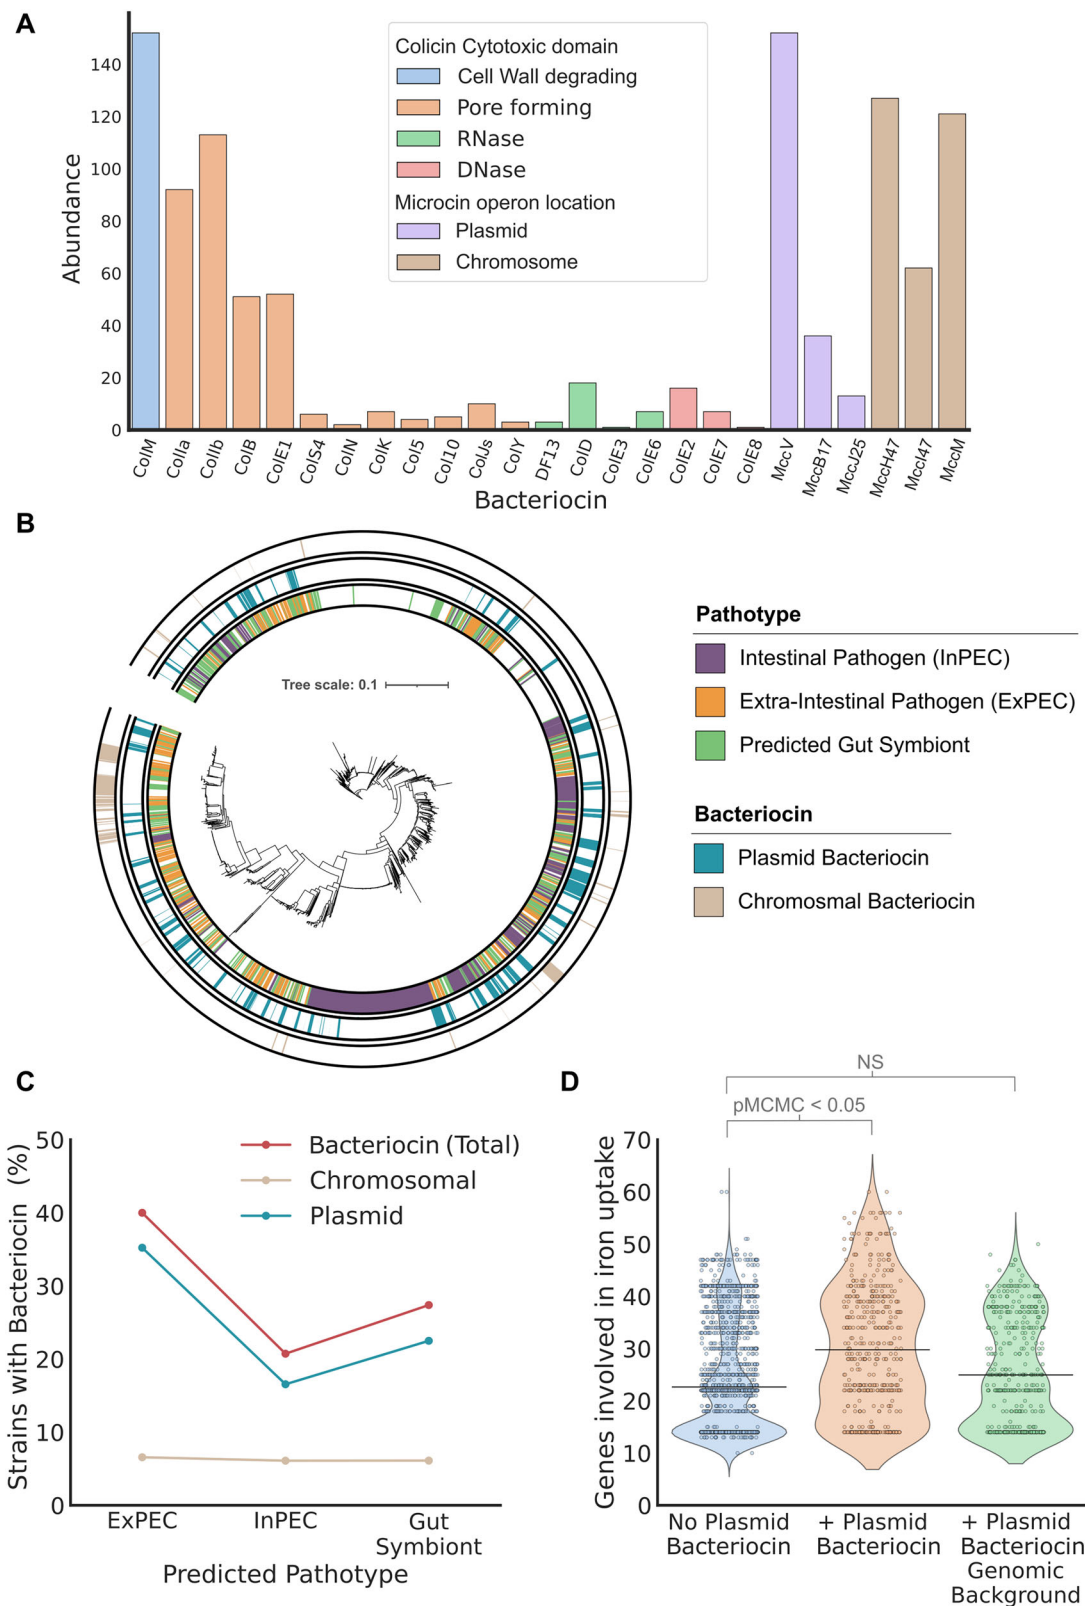 A
Abundance
140
120
100
80
60
40
20
0
Colicin Cytotoxic domain
Cell Wall degrading
Pore forming
RNase
DNase
Microcin operon location
Plasmid
Chromosome
ColM
ColIa
ColIb
ColB
ColE1
ColS4
ColN
ColK
Col5
Col10
ColJs
ColY
DF13
ColD
ColE3
ColE6
ColE2
ColE7
ColE8
MccV
MccB17
MccJ25
MccH47
MccI47
MccM
Bacteriocin
B
Tree scale: 0.1
Pathotype
Intestinal Pathogen (InPEC)
Extra-Intestinal Pathogen (ExPEC)
Predicted Gut Symbiont
Bacteriocin
Plasmid Bacteriocin
Chromosmal Bacteriocin
C
Strains with Bacteriocin (%)
50
40
30
20
10
0
Bacteriocin (Total)
Chromosomal
Plasmid
ExPEC
InPEC
Gut
Symbiont
Predicted Pathotype
D
NS
pMCMC < 0.05
Genes involved in iron uptake
70
60
50
40
30
20
10
0
No Plasmid
Bacteriocin
+ Plasmid
Bacteriocin
+ Plasmid
Bacteriocin
Genomic
Background